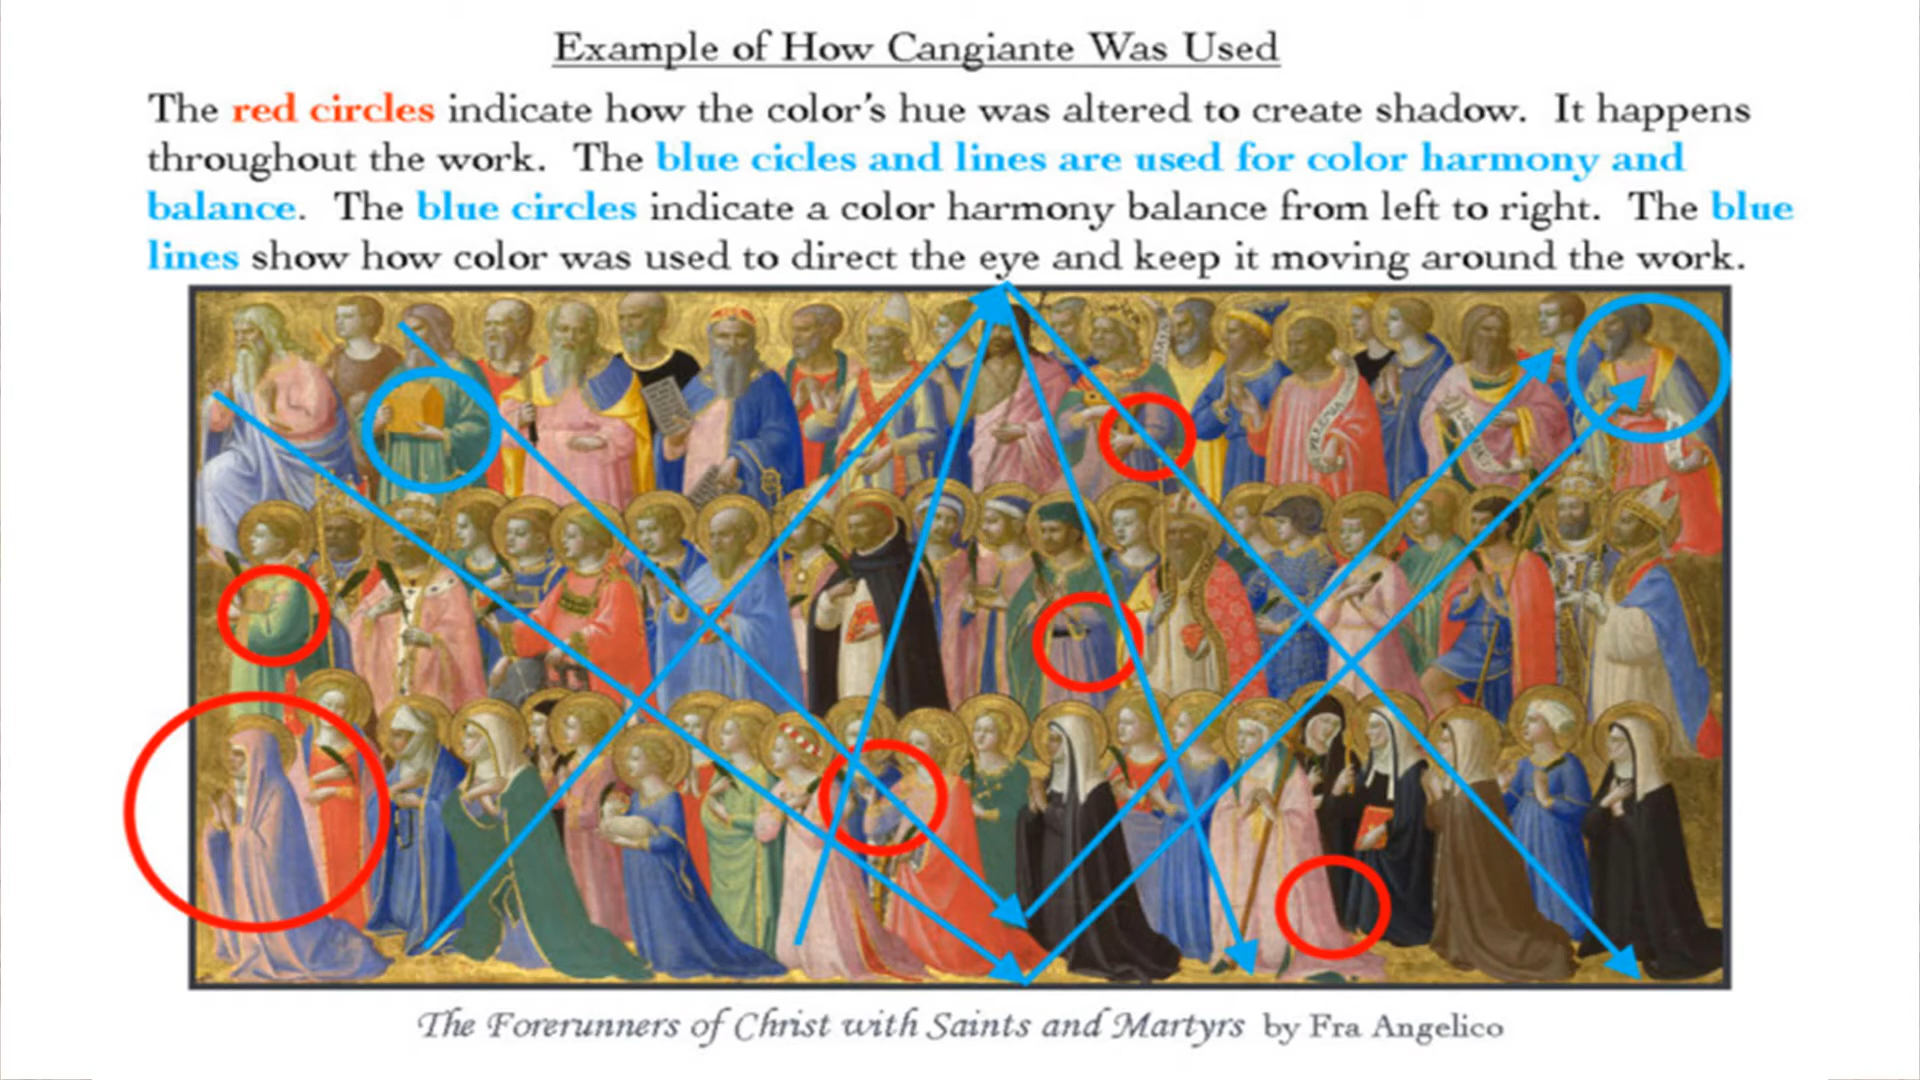 Example of How Cangiante Was Used
The red circles indicate how the color's hue was altered to create shadow. It happens
throughout the work. The blue cicles and lines are used for color harmony and
balance. The blue circles indicate a color harmony balance from left to right. The blue
lines show how color was used to direct the eye and keep it moving around the work.
The Forerunners of Christ with Saints and Martyrs by Fra Angelico